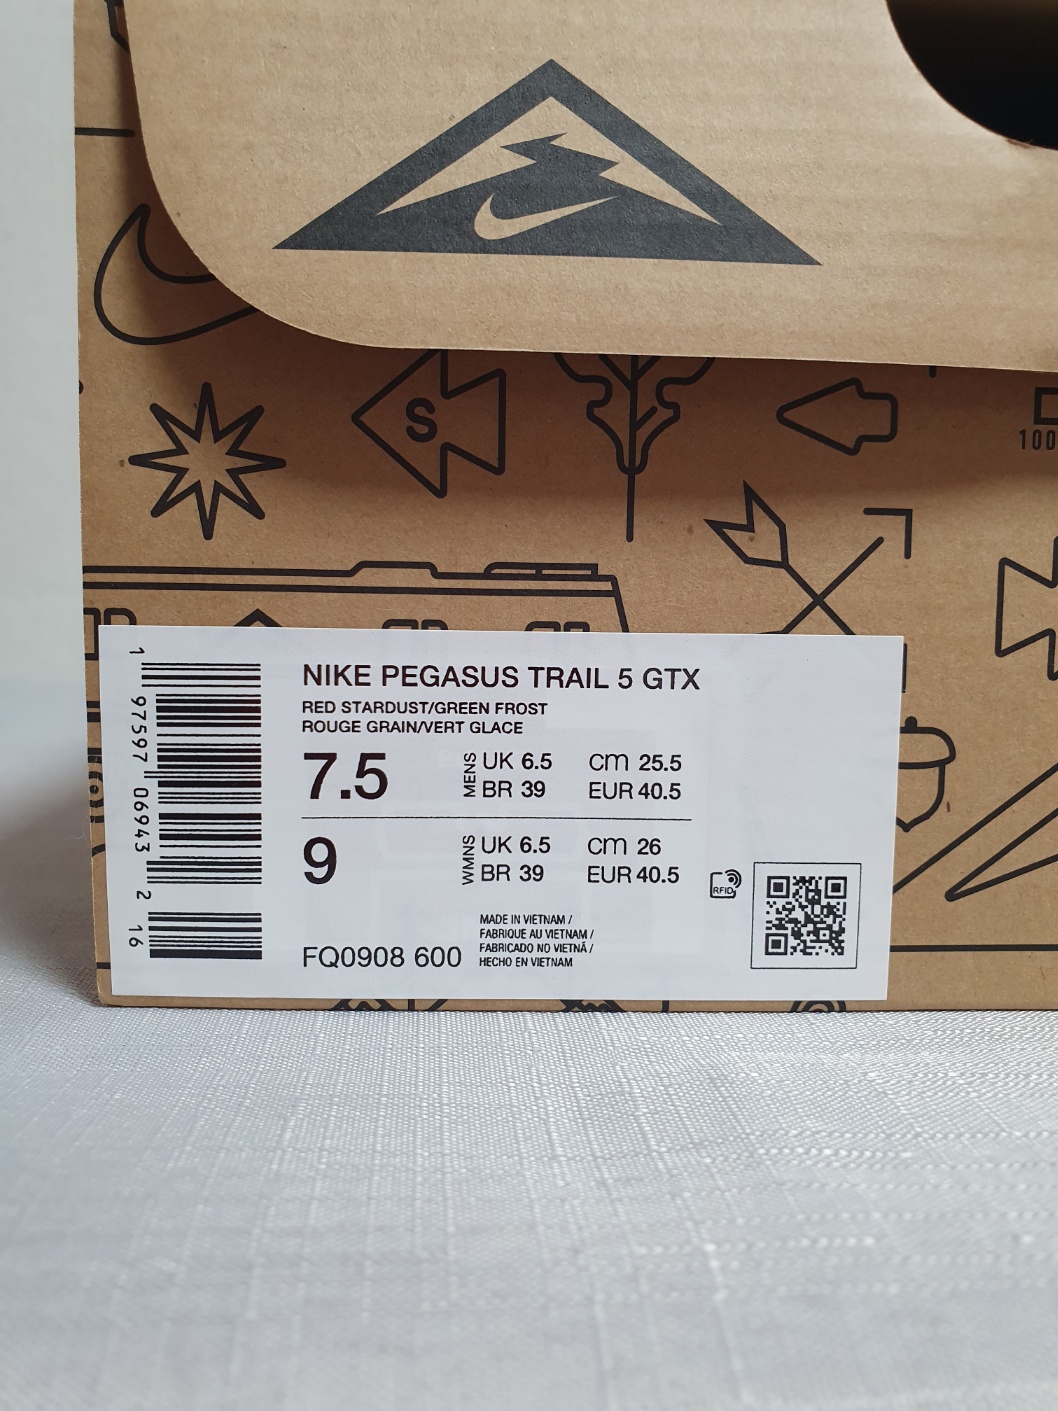 S
100
NIKE PEGASUS TRAIL 5 GTX
RED STARDUST/GREEN FROST
ROUGE GRAIN/VERT GLACE
7.5 MENS UK 6.5 cm 25.5
BR 39 EUR 40.5
9 WMNS UK 6.5 cm 26
BR 39 EUR 40.5
RFID
MADE IN VIETNAM /
FABRIQUE AU VIETNAM /
FABRICADO NO VIETNÃ /
HECHO EN VIETNAM
FQ0908 600
1 97597 06943 2 16